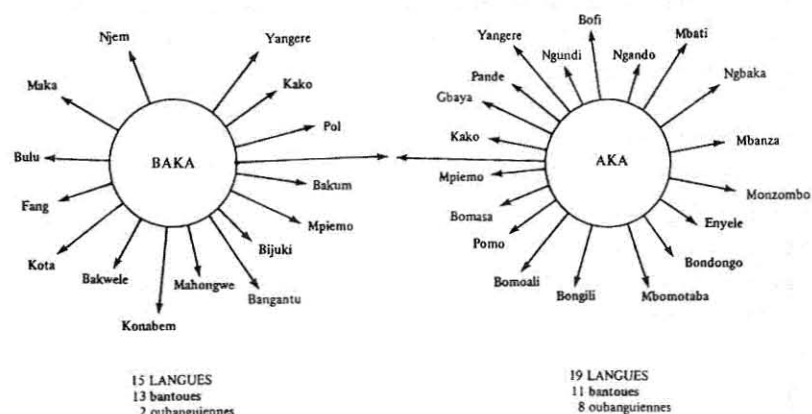 Njem
Yangere
Maka
Kako
Pol
Bulu
BAKA
Bakum
Fang
Mpiemo
Kota
Bijuki
Bakwele
Mahongwe
Bangantu
Konabem
15 LANGUES
13 bantoues
2 oubanguiennes
Bofi
Yangere
Mbati
Ngundi
Ngando
Pande
Ngbaka
Gbaya
Kako
Mbanza
AKA
Mpiemo
Monzombo
Bomasa
Enyele
Pomo
Bondongo
Bomoali
Bongili
Mbomotaba
19 LANGUES
11 bantoues
8 oubanguiennes